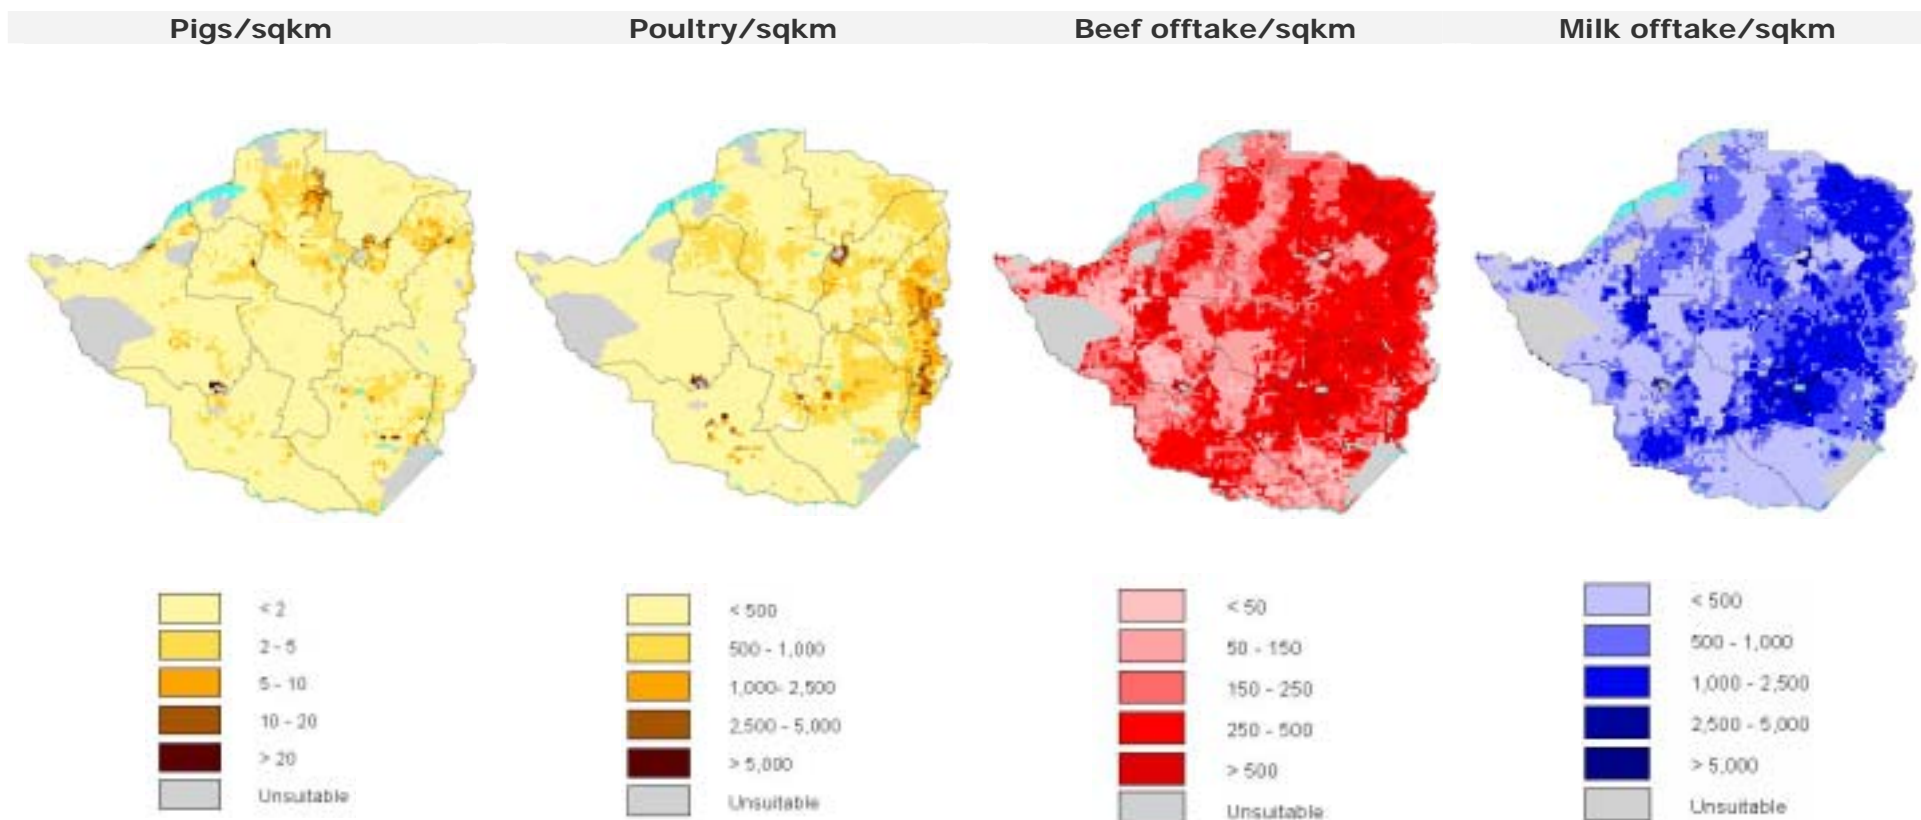 Pigs/sqkm
Poultry/sqkm
Beef offtake/sqkm
Milk offtake/sqkm
< 2
2 - 5
5 - 10
10 - 20
> 20
Unsuitable
< 500
500 - 1,000
1,000- 2,500
2,500 - 5,000
> 5,000
Unsuitable
< 50
50 - 150
150 - 250
250 - 500
> 500
Unsuitable
< 500
500 - 1,000
1,000 - 2,500
2,500 - 5,000
> 5,000
Unsuitable